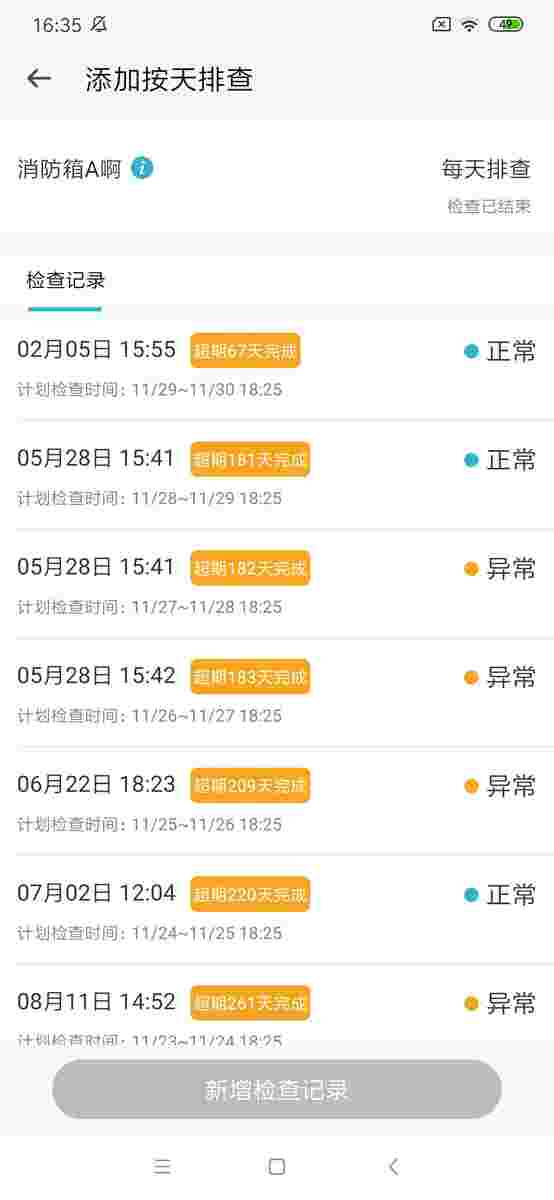 16:35
49
添加按天排查
消防箱A啊
每天排查
检查已结束
检查记录
02月05日 15:55 超期67天完成 正常
计划检查时间：11/29~11/30 18:25
05月28日 15:41 超期181天完成 正常
计划检查时间：11/28~11/29 18:25
05月28日 15:41 超期182天完成 异常
计划检查时间：11/27~11/28 18:25
05月28日 15:42 超期183天完成 异常
计划检查时间：11/26~11/27 18:25
06月22日 18:23 超期209天完成 异常
计划检查时间：11/25~11/26 18:25
07月02日 12:04 超期220天完成 正常
计划检查时间：11/24~11/25 18:25
08月11日 14:52 超期261天完成 异常
计划检查时间：11/23~11/24 18:25
新增检查记录